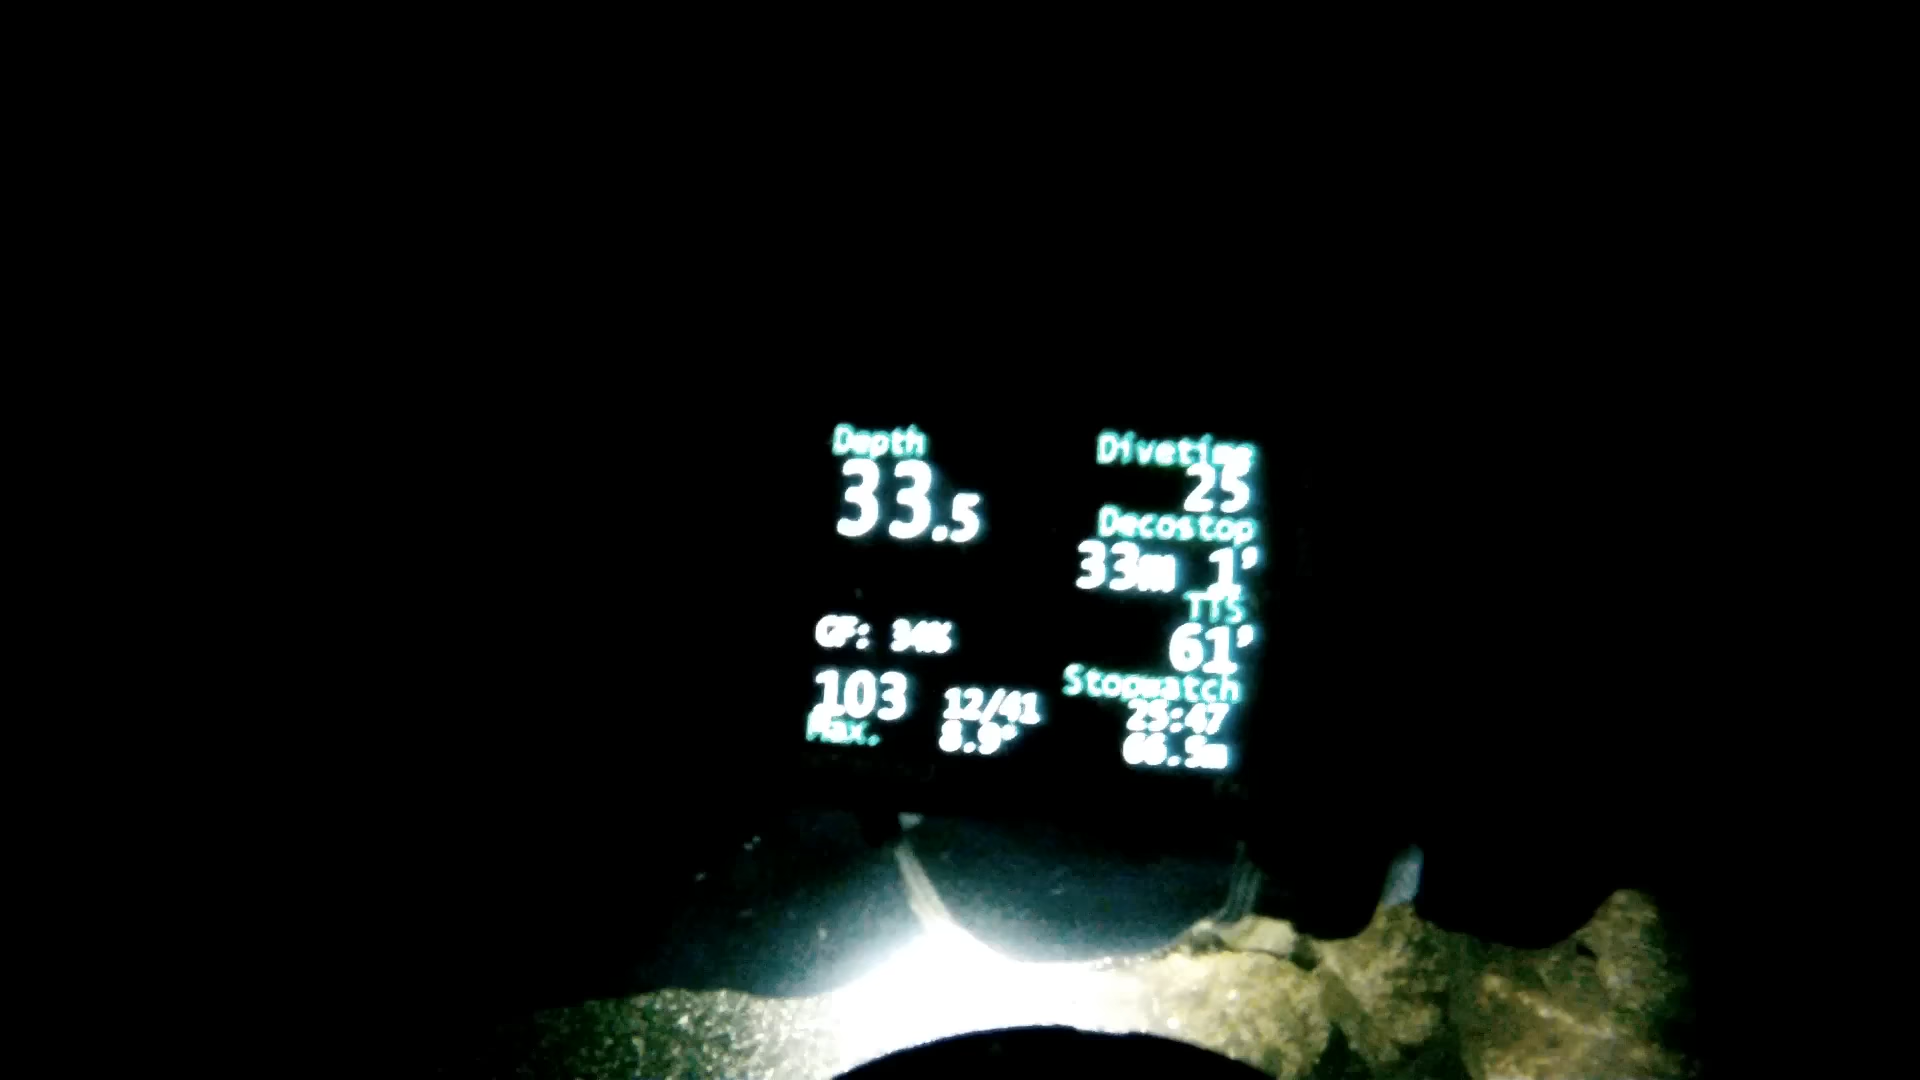 Depth
33.5
Divetime
25
Decostop
33m 1'
TTS
61'
GF: 34%
103
Max.
12/41
8.9°
Stopwatch
25:47
66.5m